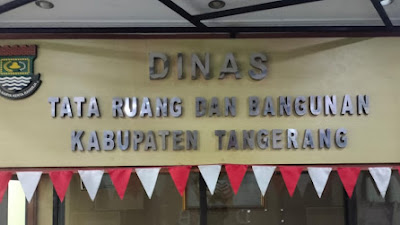 DINAS
TATA RUANG DAN BANGUNAN
KABUPATEN TANGERANG